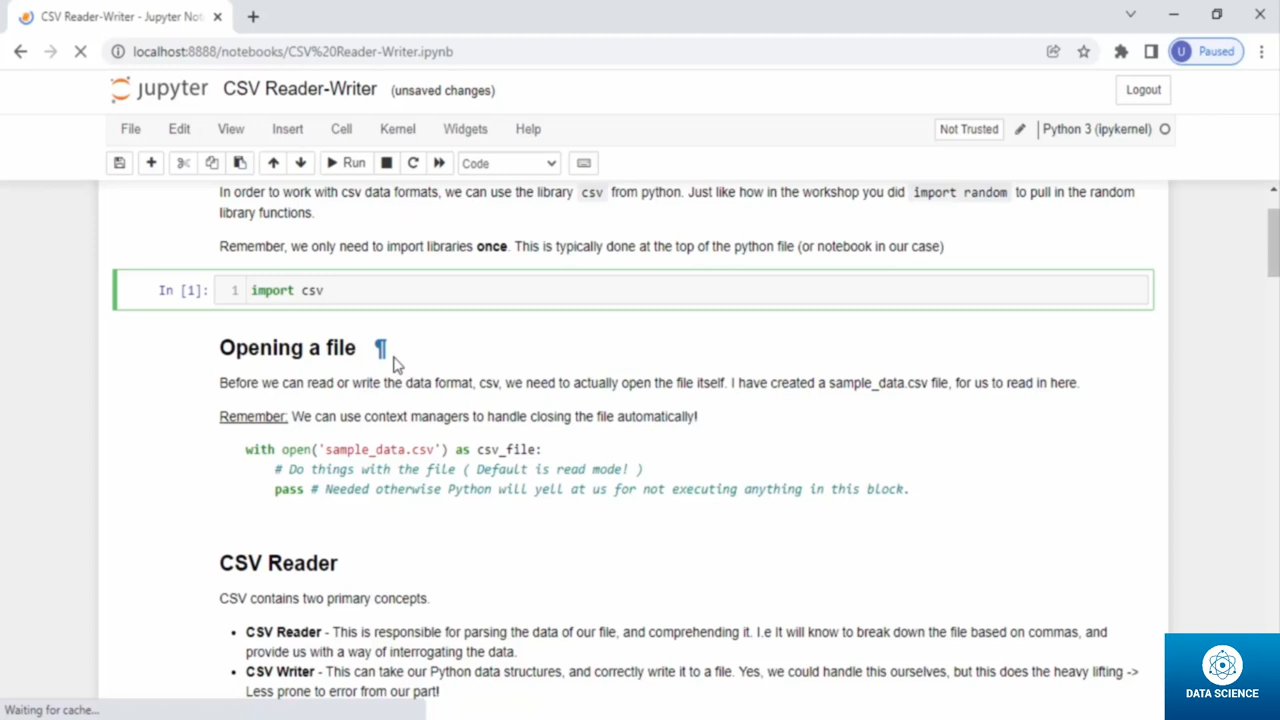 CSV Reader-Writer - Jupyter Not
localhost:8888/notebooks/CSV%20Reader-Writer.ipynb
U Paused
jupyter CSV Reader-Writer (unsaved changes)
Logout
File Edit View Insert Cell Kernel Widgets Help
Not Trusted
Python 3 (ipykernel)
Run
Code
In order to work with csv data formats, we can use the library csv from python. Just like how in the workshop you did import random to pull in the random
library functions.
Remember, we only need to import libraries once. This is typically done at the top of the python file (or notebook in our case)
In [1]: 1 import csv
Opening a file ¶
Before we can read or write the data format, csv, we need to actually open the file itself. I have created a sample_data.csv file, for us to read in here.
Remember: We can use context managers to handle closing the file automatically!
with open('sample_data.csv') as csv_file:
# Do things with the file ( Default is read mode! )
pass # Needed otherwise Python will yell at us for not executing anything in this block.
CSV Reader
CSV contains two primary concepts.
• CSV Reader - This is responsible for parsing the data of our file, and comprehending it. I.e It will know to break down the file based on commas, and
provide us with a way of interrogating the data.
• CSV Writer - This can take our Python data structures, and correctly write it to a file. Yes, we could handle this ourselves, but this does the heavy lifting ->
Less prone to error from our part!
Waiting for cache...
DATA SCIENCE